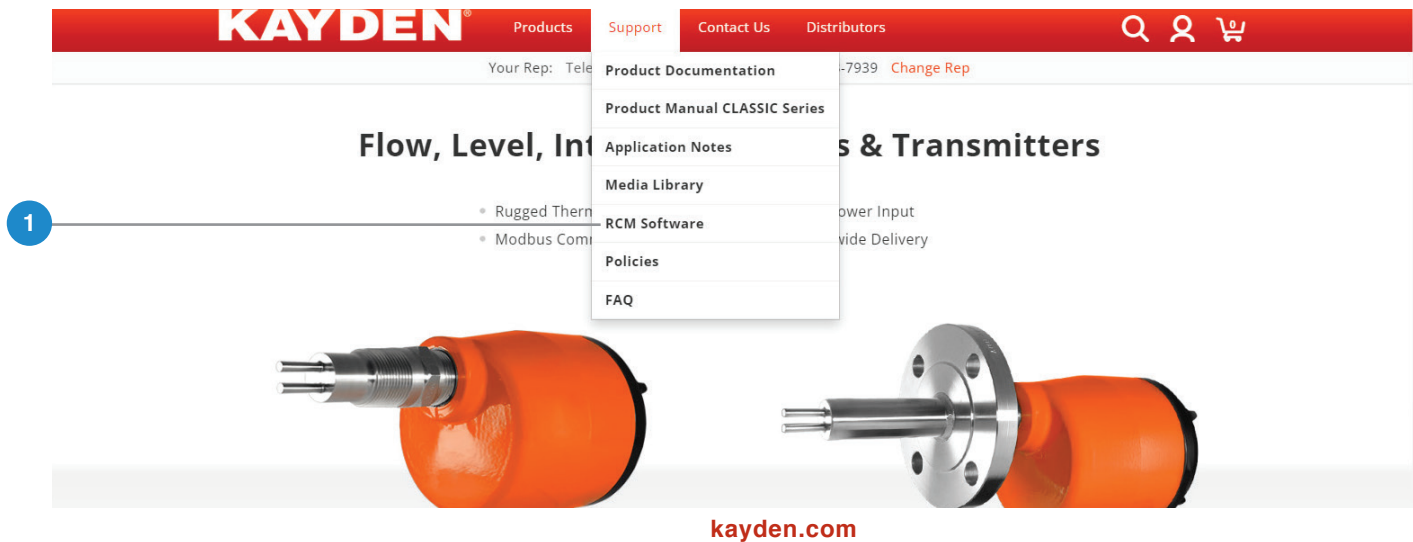 KAYDEN®
Products Support Contact Us Distributors 0
Your Rep: Tele -7939 Change Rep
Product Documentation
Product Manual CLASSIC Series
Flow, Level, Int s & Transmitters
Application Notes
Media Library
1
Rugged Therm ower Input
RCM Software
Modbus Comm wide Delivery
Policies
FAQ
kayden.com